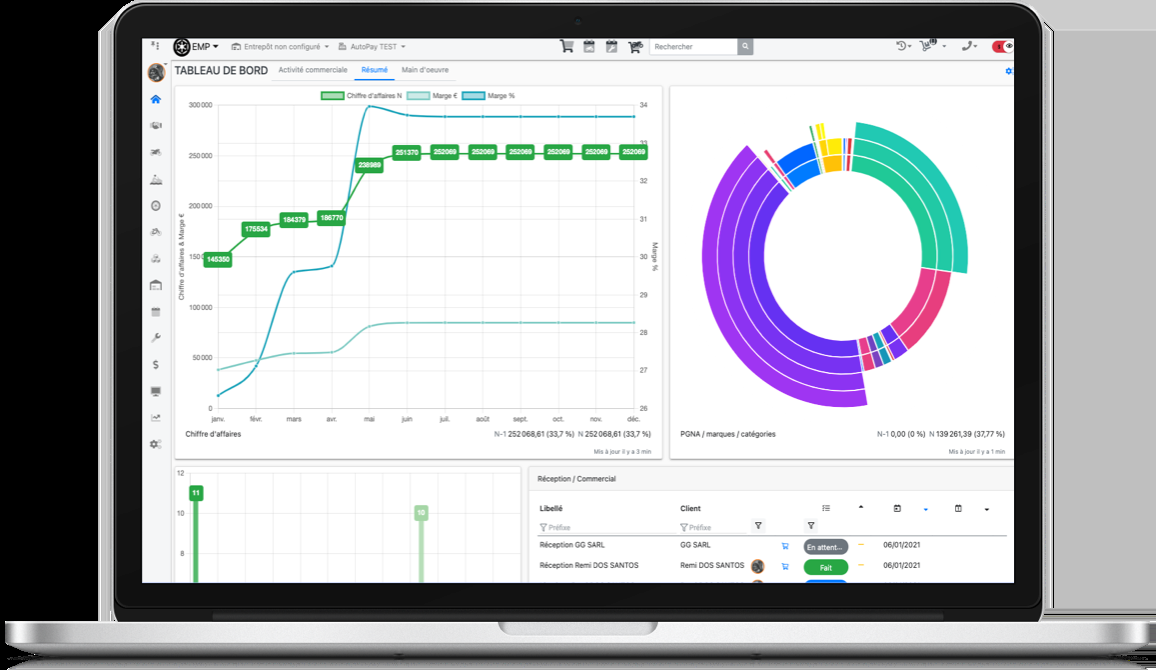 EMP Entrepôt non configuré AutoPay TEST Rechercher
TABLEAU DE BORD Activité commerciale Résumé Main d'oeuvre
Chiffre d'affaires N Marge € Marge %
300 000 34
250 000 33
200 000 32
150 000 31
100 000 30
50 000 29
0 28
27
26
Chiffre d'affaires & Marge €
Marge %
145350 175534 184379 186770 238989 251370 252069 252069 252069 252069 252069 252069
janv. févr. mars avr. mai juin juil. août sept. oct. nov. déc.
Chiffre d'affaires N-1 252 068,61 (33,7 %) N 252 068,61 (33,7 %)
Mis à jour il y a 3 min
PGNA / marques / catégories N-1 0,00 (0 %) N 139 261,39 (37,77 %)
Mis à jour il y a 1 min
12
11
10
10
8
Réception / Commercial
Libellé Client
Préfixe Préfixe
Réception GG SARL GG SARL En attent... 06/01/2021
Réception Remi DOS SANTOS Remi DOS SANTOS Fait 06/01/2021